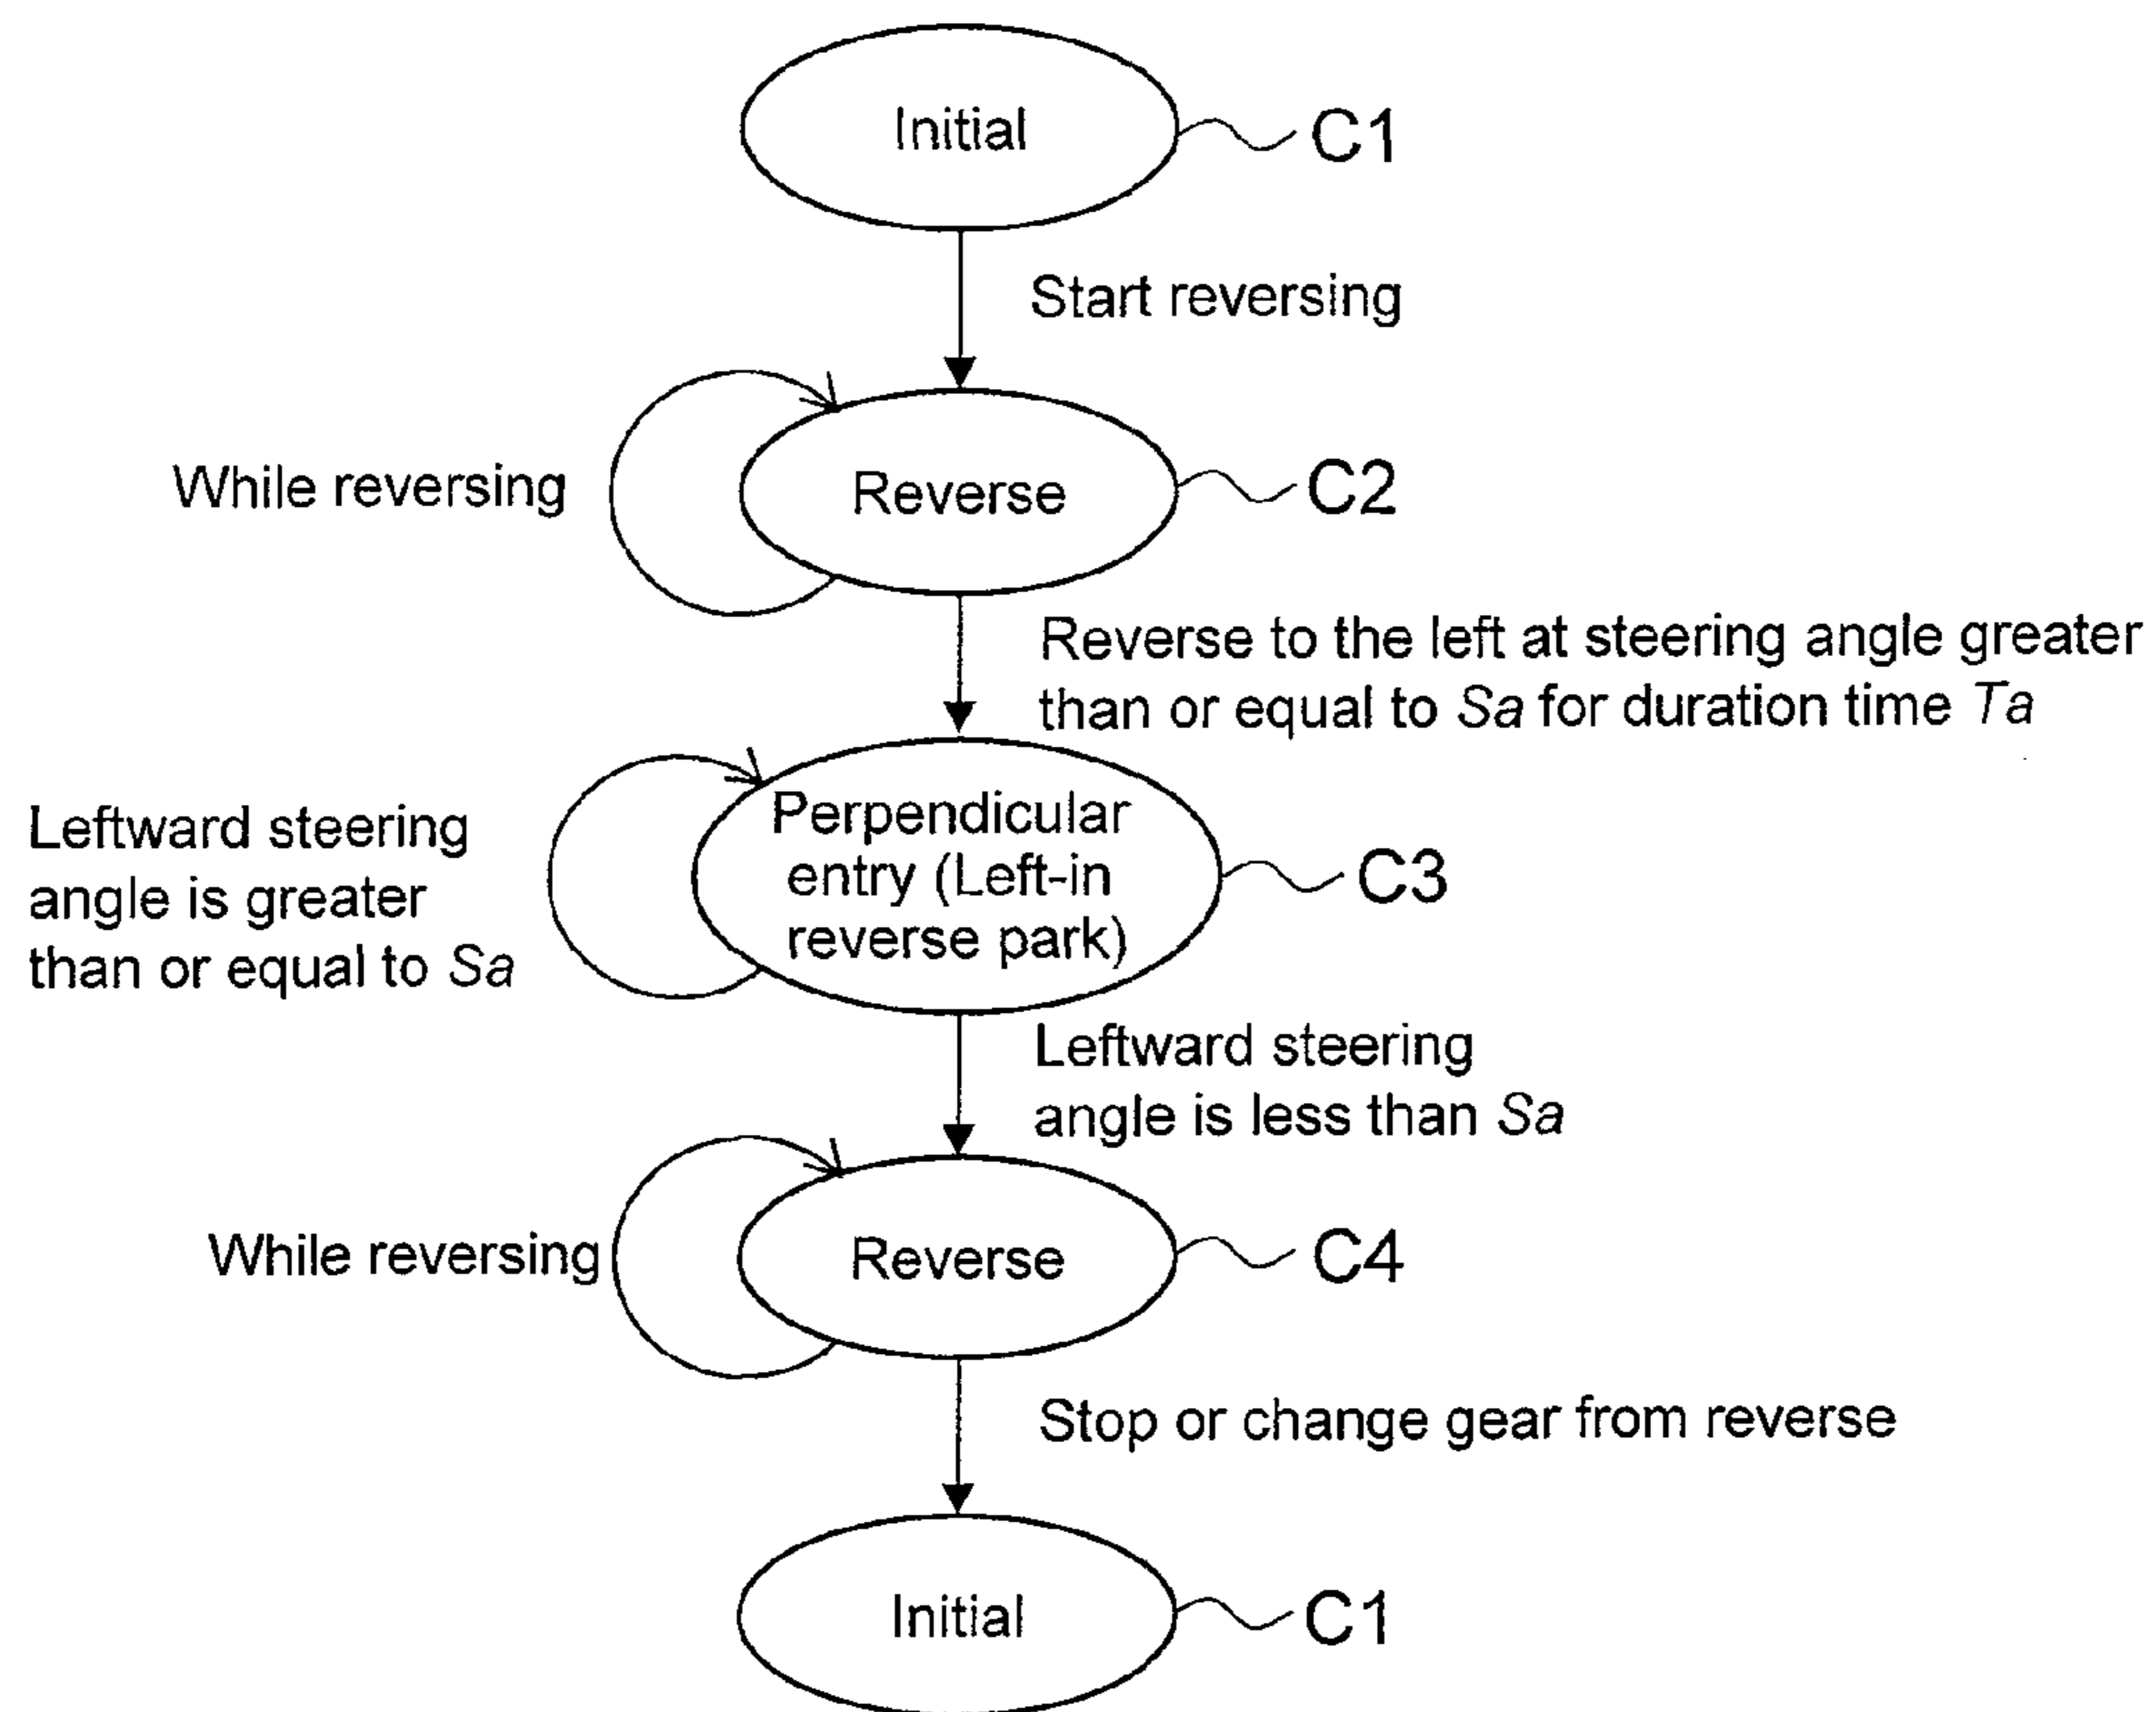 Initial
C1
Start reversing
While reversing
Reverse
C2
Reverse to the left at steering angle greater
than or equal to Sa for duration time Ta
Leftward steering
angle is greater
than or equal to Sa
Perpendicular
entry (Left-in
reverse park)
C3
Leftward steering
angle is less than Sa
While reversing
Reverse
C4
Stop or change gear from reverse
Initial
C1